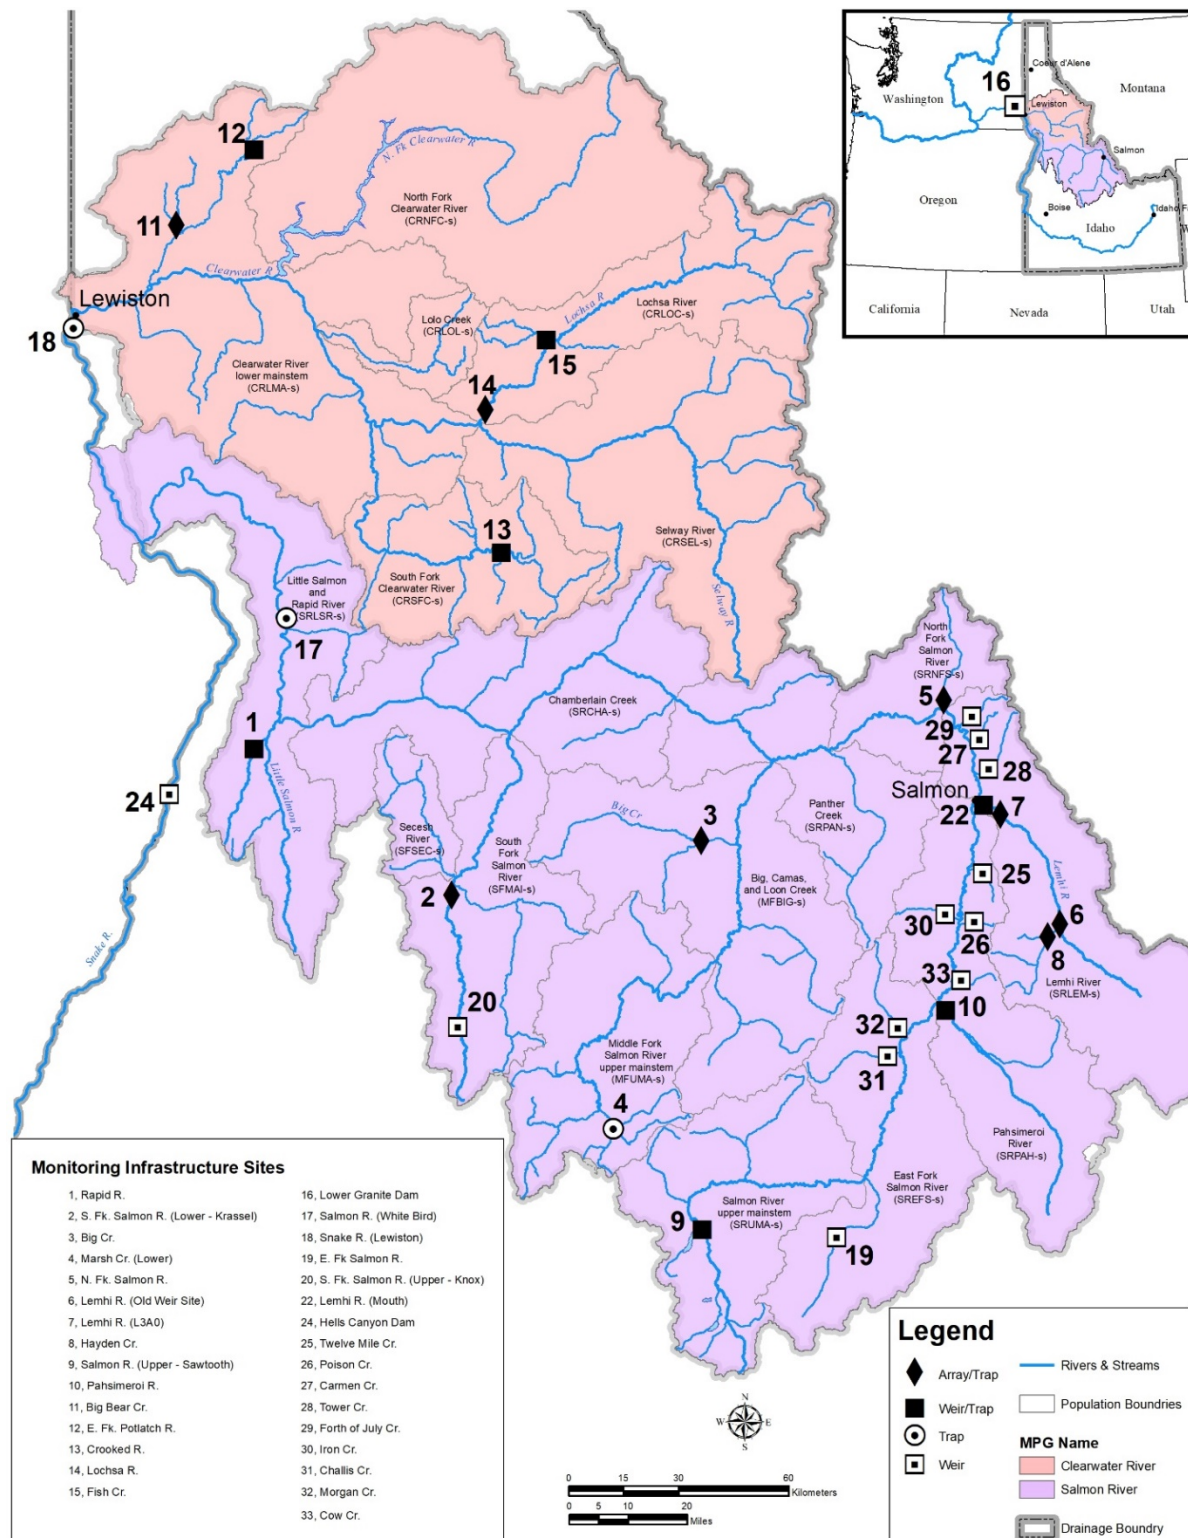 12
11
N. Fk Clearwater R
North Fork
Clearwater River
(CRNFC-s)
Clearwater R
Lewiston
18
Lolo Creek
(CRLOL-s)
Lochsa R
Lochsa River
(CRLOC-s)
15
14
Clearwater River
lower mainstem
(CRLMA-s)
13
South Fork
Clearwater River
(CRSFC-s)
Selway River
(CRSEL-s)
Selway R
16
Washington
Coeur d'Alene
Montana
Lewiston
Salmon
Oregon
Boise
Idaho
Idaho F
W
California
Nevada
Utah
Little Salmon
and
Rapid River
(SRLSR-s)
17
1
Little Salmon R
24
Snake R.
Chamberlain Creek
(SRCHA-s)
North
Fork
Salmon
River
(SRNFS-s)
5
29
27
28
Salmon
22
7
Lemhi R
25
30
26
6
8
Lemhi River
(SRLEM-s)
33
10
Secesh
River
(SFSEC-s)
South
Fork
Salmon
River
(SFMAI-s)
2
20
Big Cr
3
Panther
Creek
(SRPAN-s)
Big, Camas,
and Loon Creek
(MFBIG-s)
32
31
Middle Fork
Salmon River
upper mainstem
(MFUMA-s)
4
Pahsimeroi
River
(SRPAH-s)
East Fork
Salmon River
(SREFS-s)
Salmon River
upper mainstem
(SRUMA-s)
9
19
Monitoring Infrastructure Sites
1, Rapid R.
2, S. Fk. Salmon R. (Lower - Krassel)
3, Big Cr.
4, Marsh Cr. (Lower)
5, N. Fk. Salmon R.
6, Lemhi R. (Old Weir Site)
7, Lemhi R. (L3A0)
8, Hayden Cr.
9, Salmon R. (Upper - Sawtooth)
10, Pahsimeroi R.
11, Big Bear Cr.
12, E. Fk. Potlatch R.
13, Crooked R.
14, Lochsa R.
15, Fish Cr.
16, Lower Granite Dam
17, Salmon R. (White Bird)
18, Snake R. (Lewiston)
19, E. Fk Salmon R.
20, S. Fk. Salmon R. (Upper - Knox)
22, Lemhi R. (Mouth)
24, Hells Canyon Dam
25, Twelve Mile Cr.
26, Poison Cr.
27, Carmen Cr.
28, Tower Cr.
29, Forth of July Cr.
30, Iron Cr.
31, Challis Cr.
32, Morgan Cr.
33, Cow Cr.
N
W
E
S
0 15 30 60
Kilometers
0 5 10 20
Miles
Legend
Array/Trap
Weir/Trap
Trap
Weir
Rivers & Streams
Population Boundries
MPG Name
Clearwater River
Salmon River
Drainage Boundry